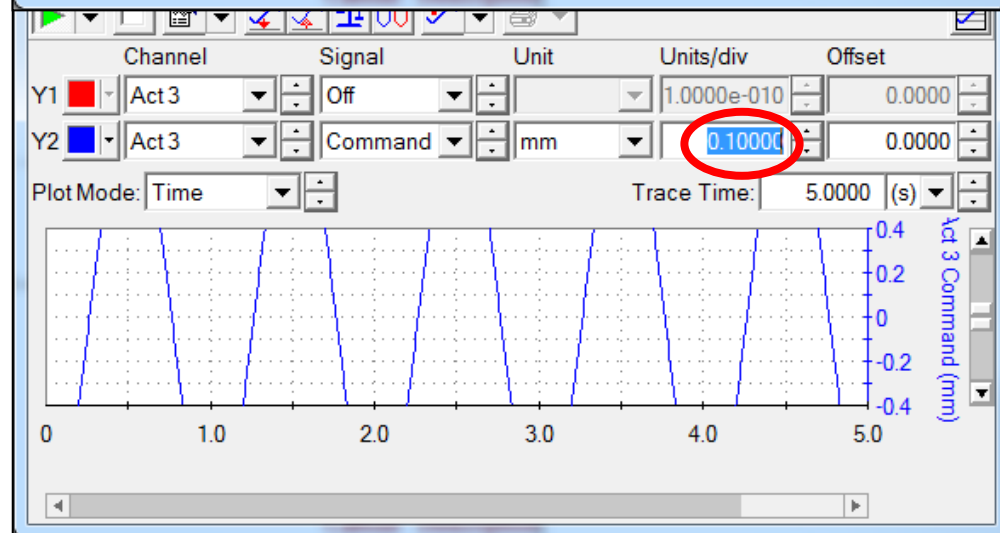 Channel Signal Unit Units/div Offset
Y1 Act 3 Off 1.0000e-010 0.0000
Y2 Act 3 Command mm 0.10000 0.0000
Plot Mode: Time Trace Time: 5.0000 (s)
0.4
0.2
0
-0.2
-0.4
Act 3 Command (mm)
0 1.0 2.0 3.0 4.0 5.0